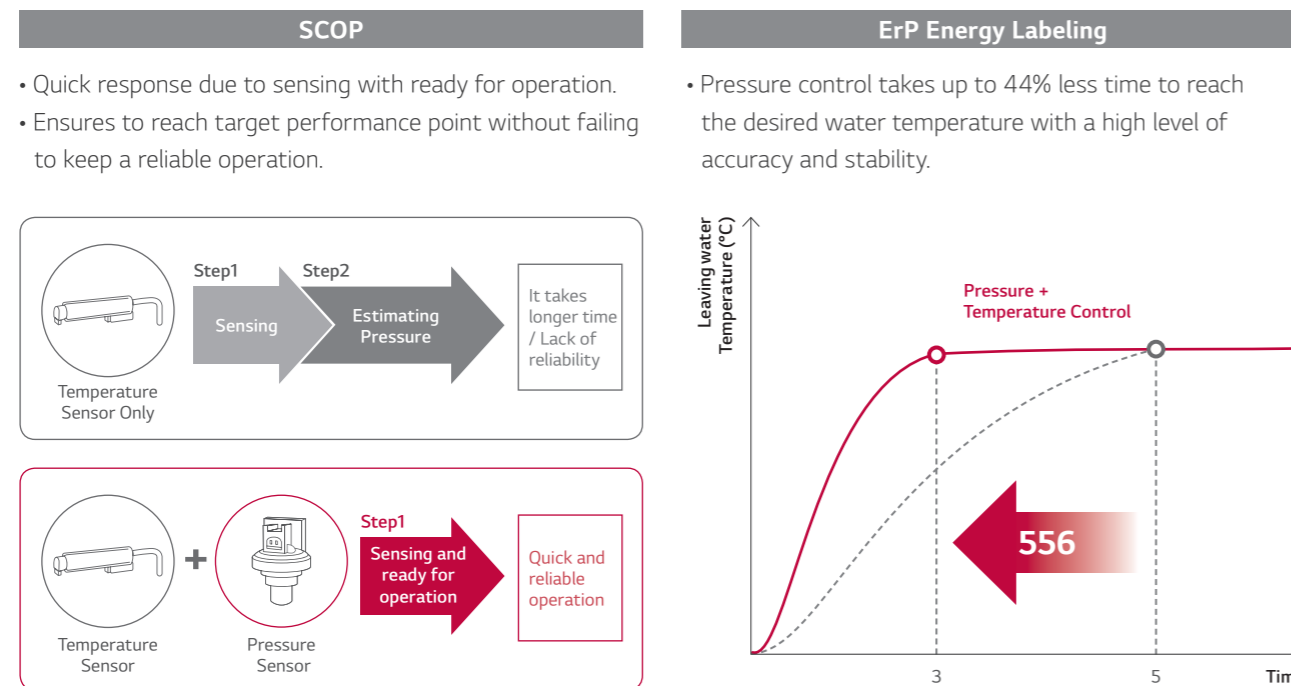 SCOP
• Quick response due to sensing with ready for operation.
• Ensures to reach target performance point without failing
to keep a reliable operation.
Step1
Step2
Sensing
Estimating
Pressure
It takes
longer time
/ Lack of
reliability
Temperature
Sensor Only
Step1
Sensing and
ready for
operation
Quick and
reliable
operation
+
Temperature
Sensor
Pressure
Sensor
ErP Energy Labeling
• Pressure control takes up to 44% less time to reach
the desired water temperature with a high level of
accuracy and stability.
Leaving water
Temperature (°C)
Pressure +
Temperature Control
556
3
5